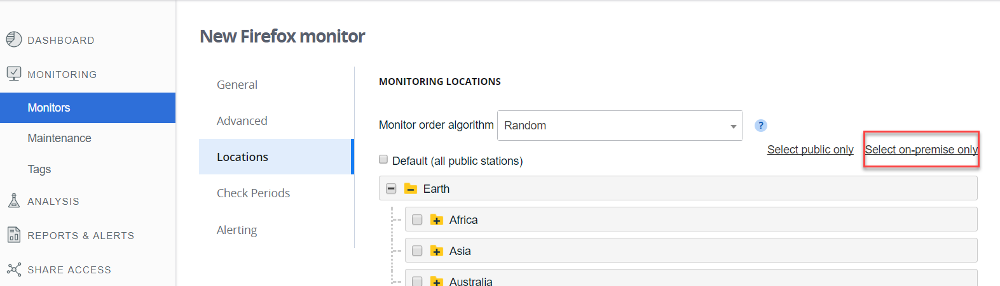 DASHBOARD
MONITORING
Monitors
Maintenance
Tags
ANALYSIS
REPORTS & ALERTS
SHARE ACCESS
New Firefox monitor
General
Advanced
Locations
Check Periods
Alerting
MONITORING LOCATIONS
Monitor order algorithm Random ?
Select public only Select on-premise only
Default (all public stations)
Earth
Africa
Asia
Australia